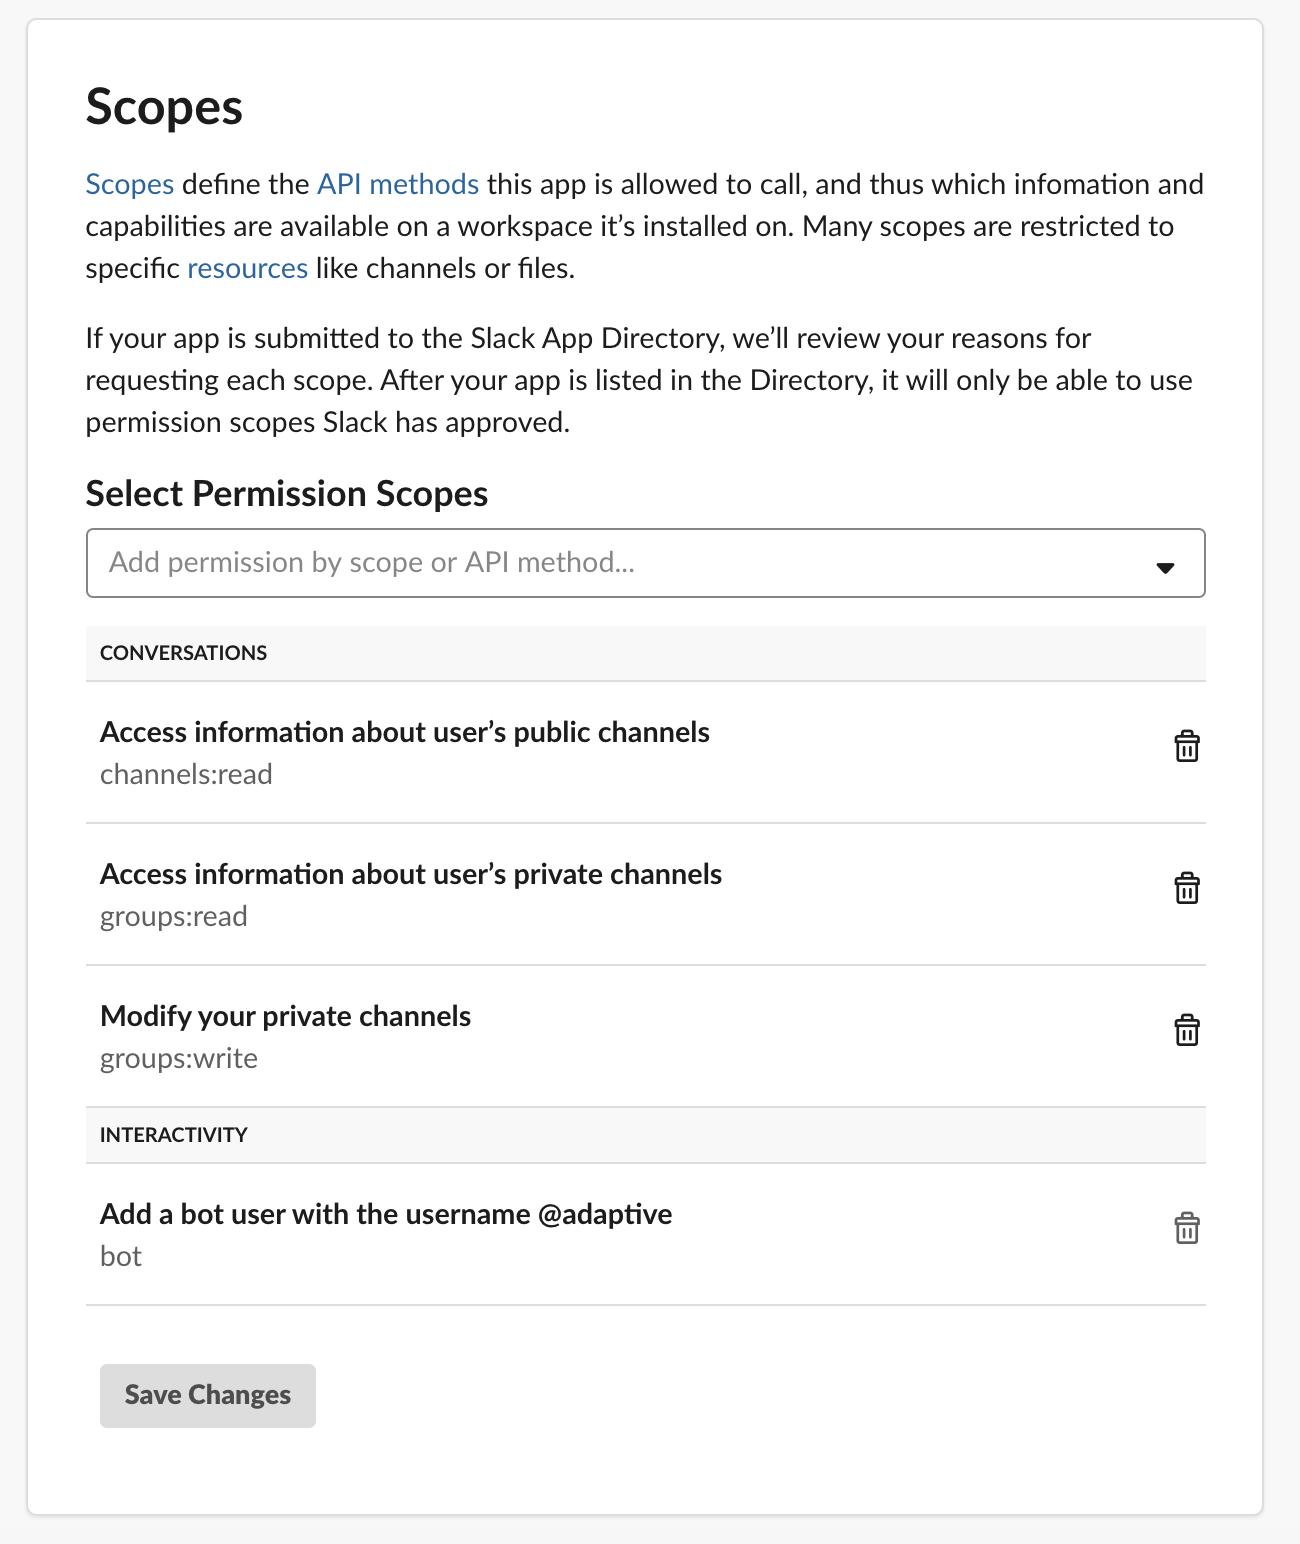 Scopes
Scopes define the API methods this app is allowed to call, and thus which infomation and
capabilities are available on a workspace it’s installed on. Many scopes are restricted to
specific resources like channels or files.
If your app is submitted to the Slack App Directory, we’ll review your reasons for
requesting each scope. After your app is listed in the Directory, it will only be able to use
permission scopes Slack has approved.
Select Permission Scopes
Add permission by scope or API method...
CONVERSATIONS
Access information about user’s public channels
channels:read
Access information about user’s private channels
groups:read
Modify your private channels
groups:write
INTERACTIVITY
Add a bot user with the username @adaptive
bot
Save Changes